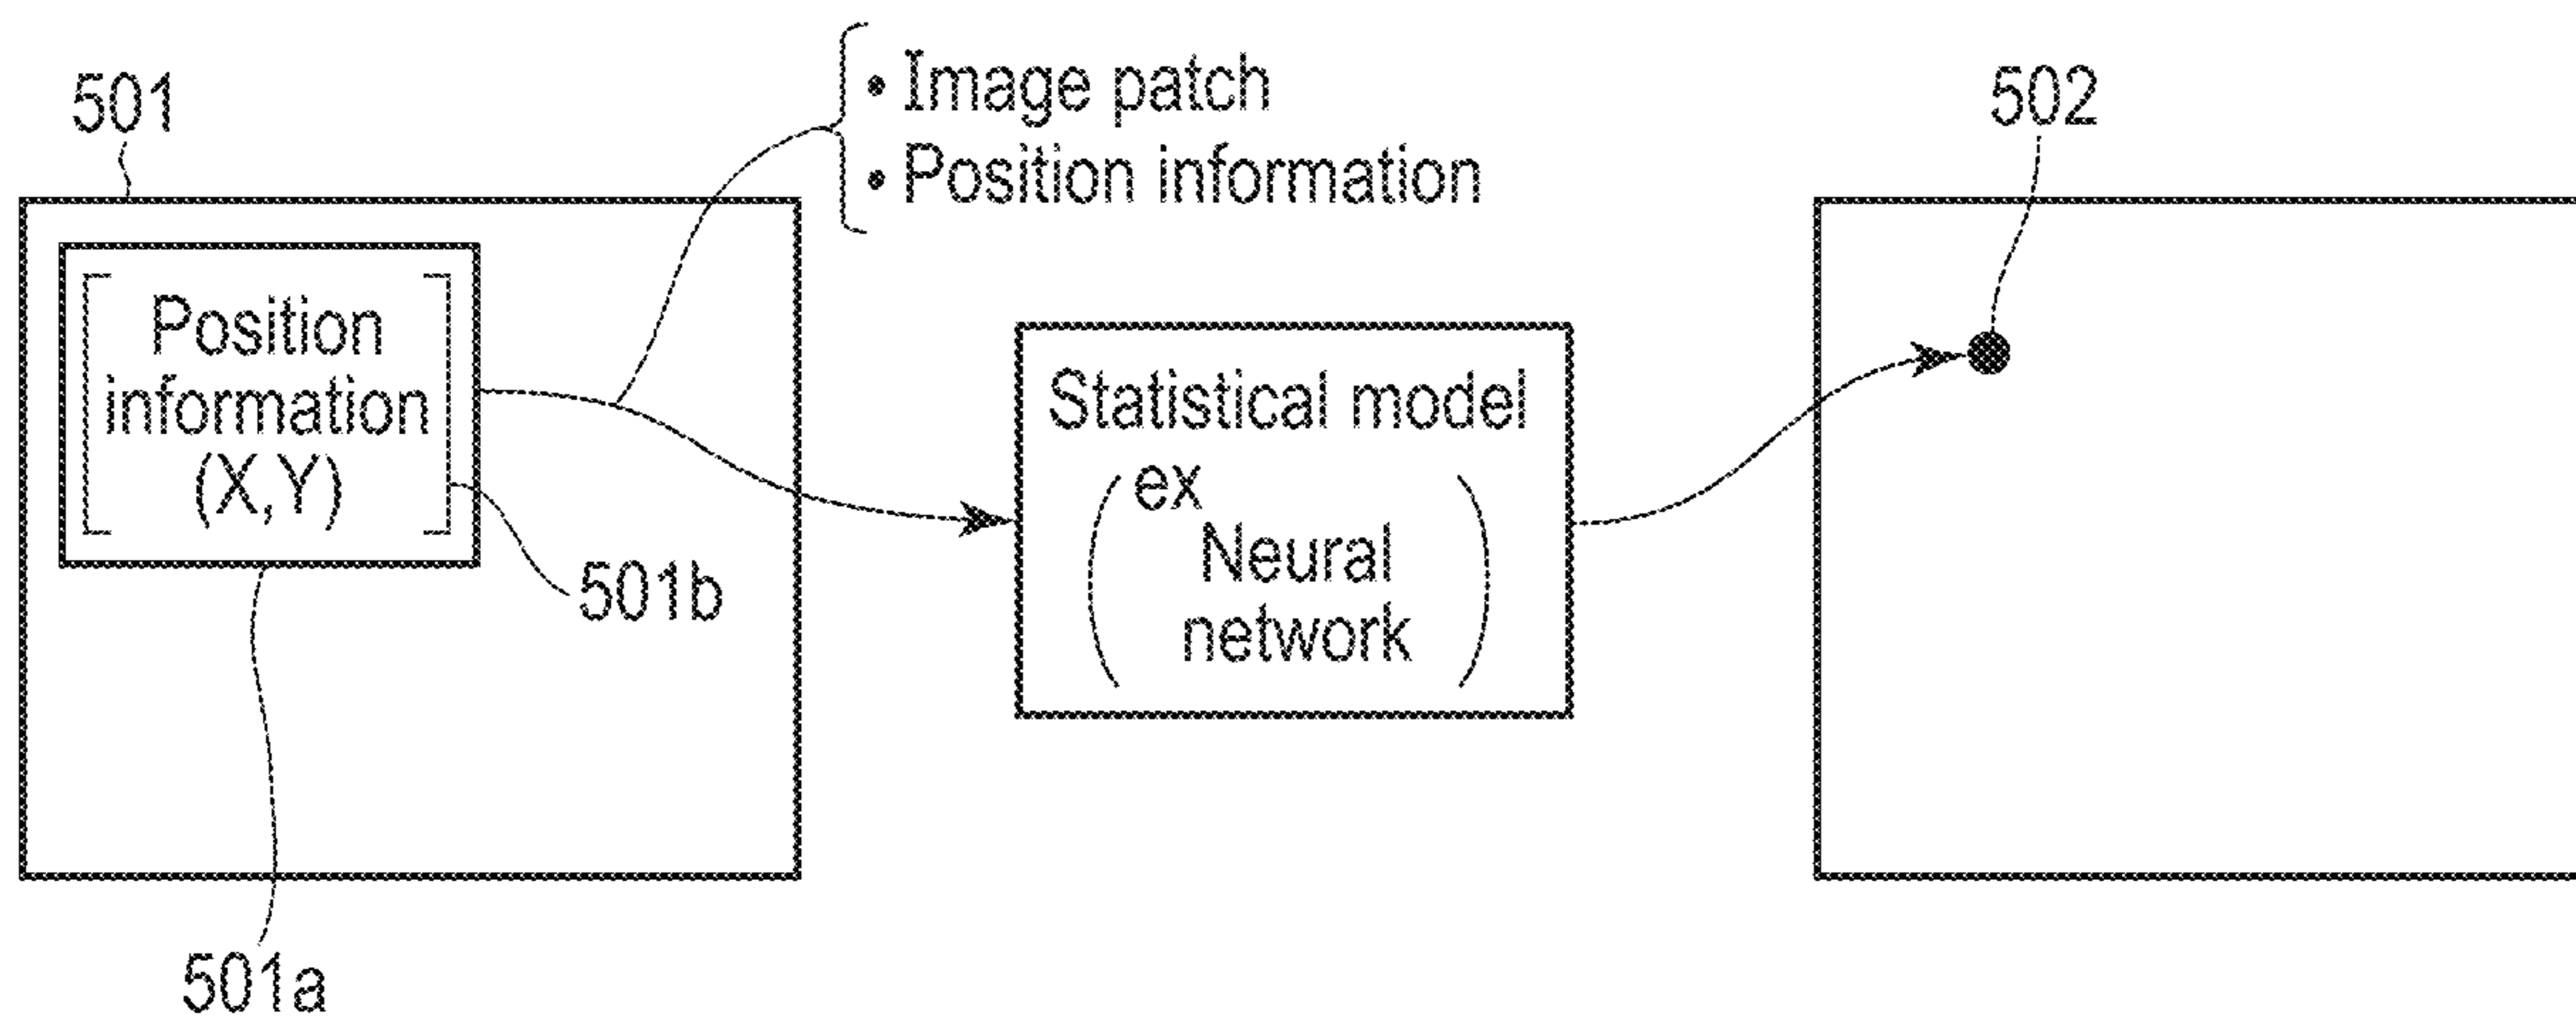 501
• Image patch
• Position information
502
Position
information
(X,Y)
501b
501a
Statistical model
ex
Neural
network